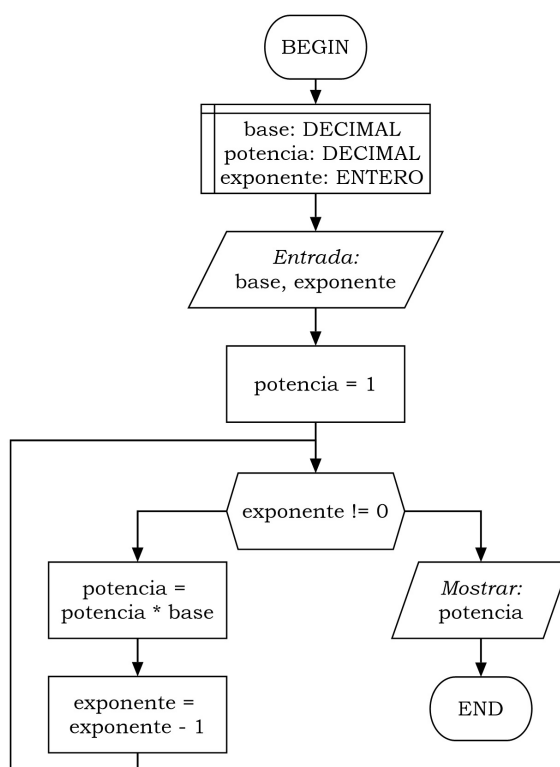 BEGIN
base: DECIMAL
potencia: DECIMAL
exponente: ENTERO
Entrada:
base, exponente
potencia = 1
exponente != 0
potencia =
potencia * base
exponente =
exponente - 1
Mostrar:
potencia
END